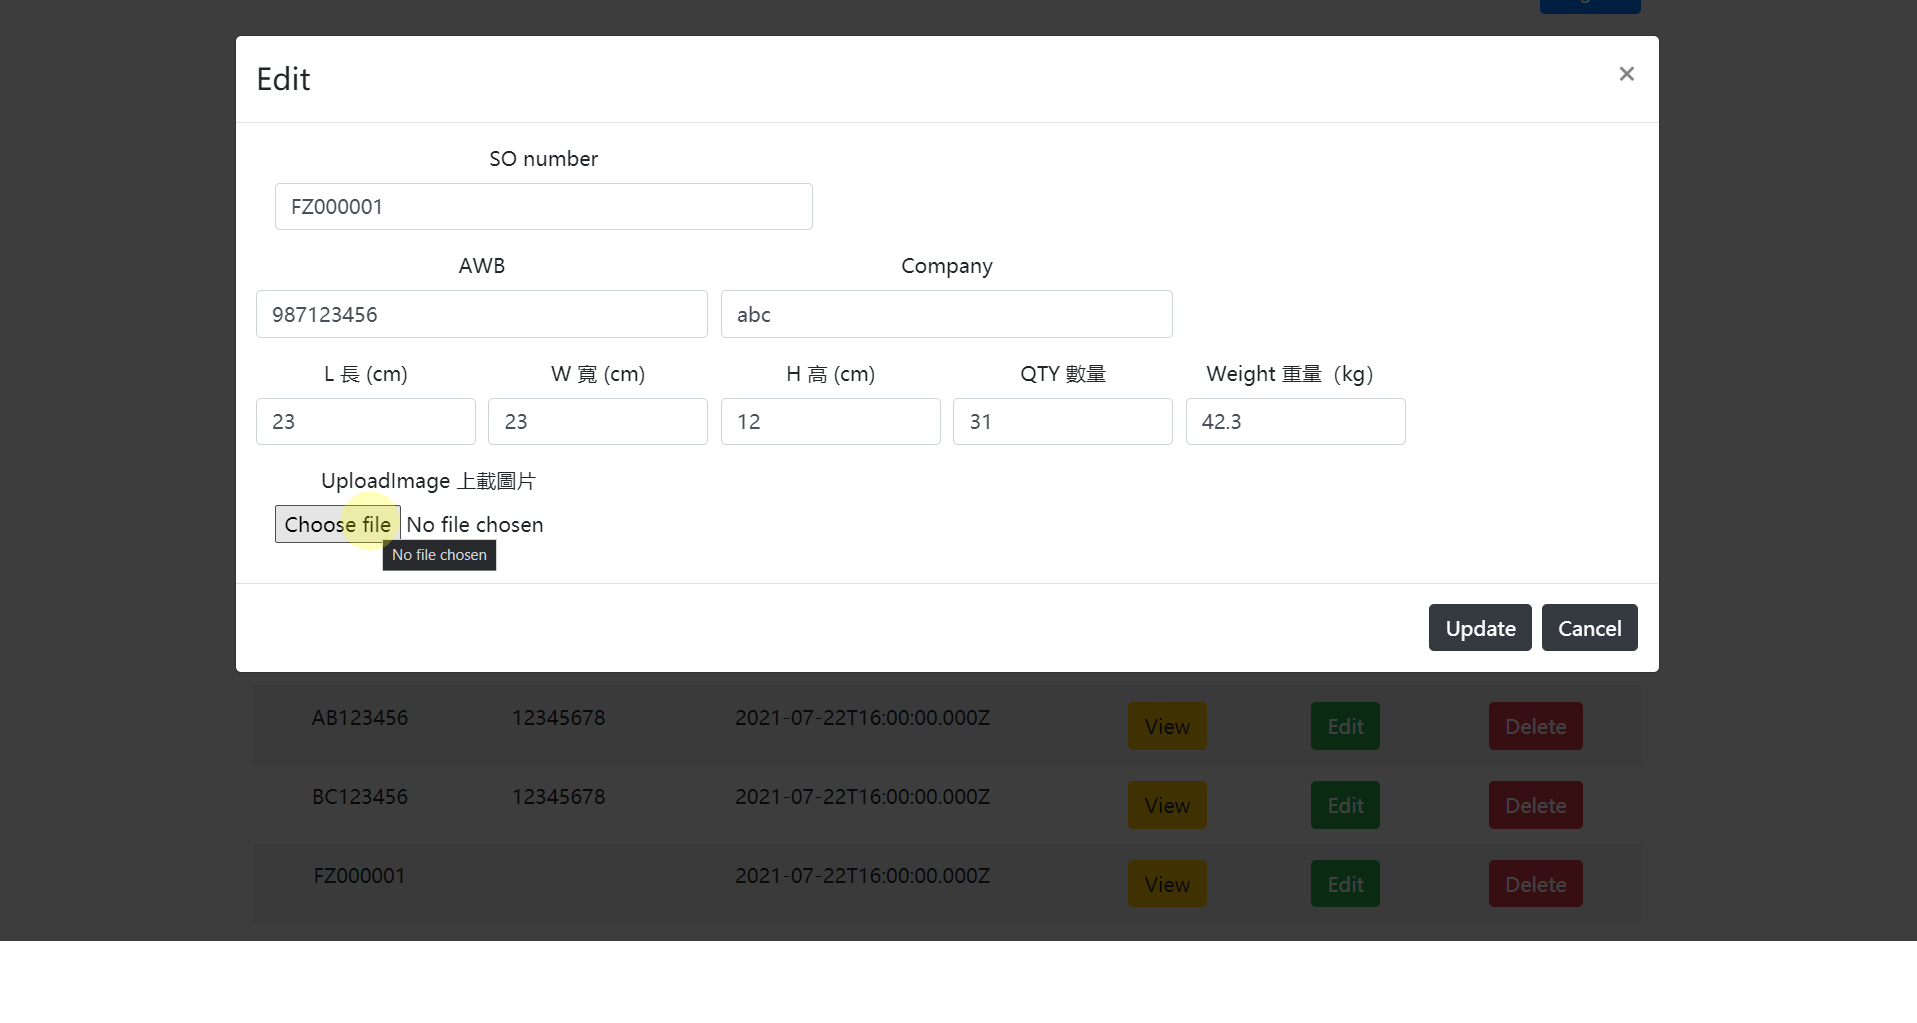 Edit ×
SO number
FZ000001
AWB Company
987123456 abc
L 長 (cm) W 寬 (cm) H 高 (cm) QTY 數量 Weight 重量（kg）
23 23 12 31 42.3
UploadImage 上載圖片
Choose file No file chosen
No file chosen
Update Cancel
AB123456 12345678 2021-07-22T16:00:00.000Z View Edit Delete
BC123456 12345678 2021-07-22T16:00:00.000Z View Edit Delete
FZ000001 2021-07-22T16:00:00.000Z View Edit Delete